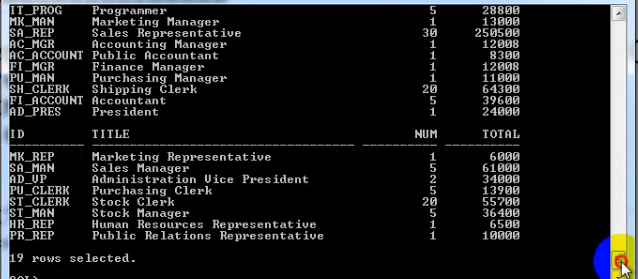 IT_PROG Programmer 5 28800
MK_MAN Marketing Manager 1 13000
SA_REP Sales Representative 30 250500
AC_MGR Accounting Manager 1 12008
AC_ACCOUNT Public Accountant 1 8300
FI_MGR Finance Manager 1 12008
PU_MAN Purchasing Manager 1 11000
SH_CLERK Shipping Clerk 20 64300
FI_ACCOUNT Accountant 5 39600
AD_PRES President 1 24000
ID TITLE NUM TOTAL
---------- ----------------------------------- ---------- ----------
MK_REP Marketing Representative 1 6000
SA_MAN Sales Manager 5 61000
AD_VP Administration Vice President 2 34000
PU_CLERK Purchasing Clerk 5 13900
ST_CLERK Stock Clerk 20 55700
ST_MAN Stock Manager 5 36400
HR_REP Human Resources Representative 1 6500
PR_REP Public Relations Representative 1 10000
19 rows selected.
SQL>